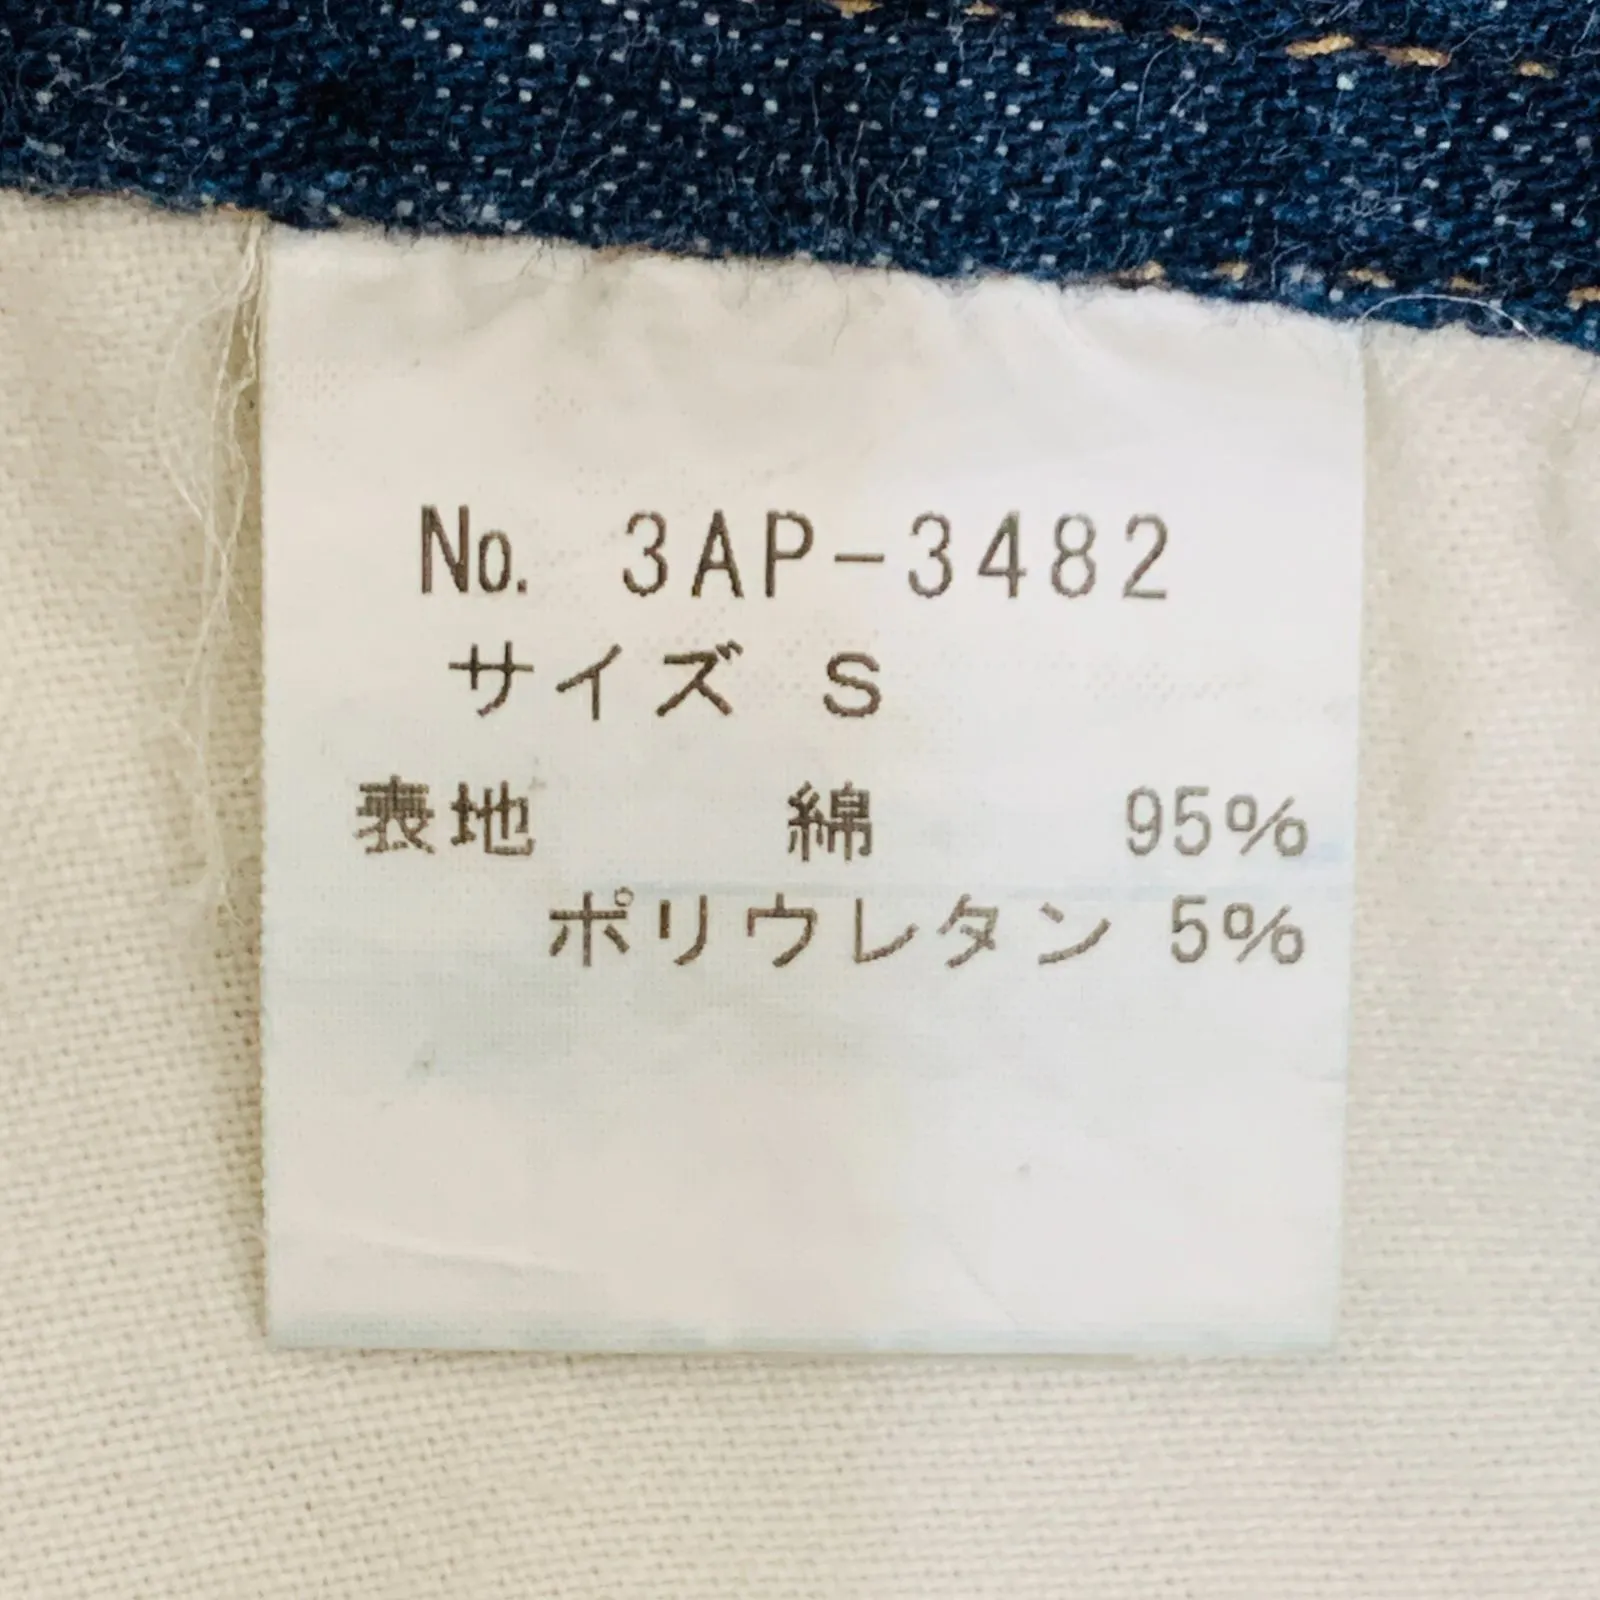 No. 3AP-3482
サイズ S
表地 綿 95%
ポリウレタン 5%